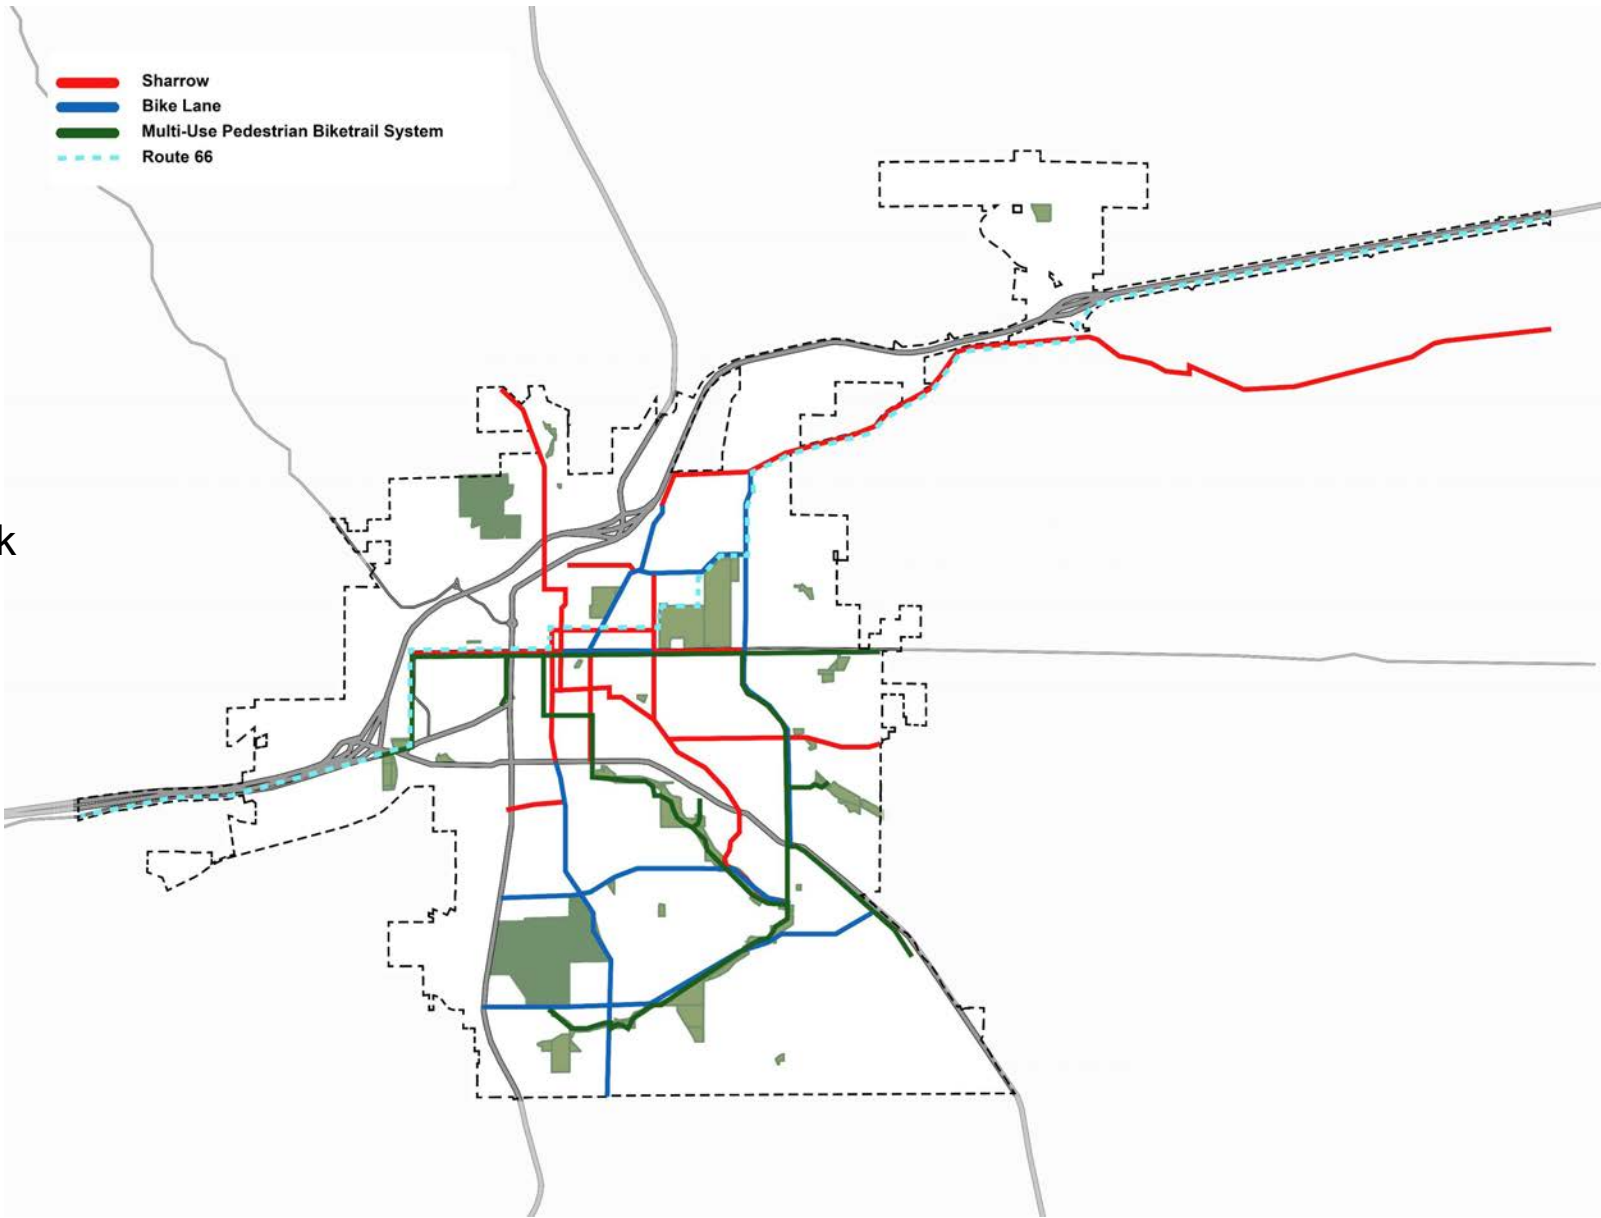 Sharrow
Bike Lane
Multi-Use Pedestrian Biketrail System
Route 66
k